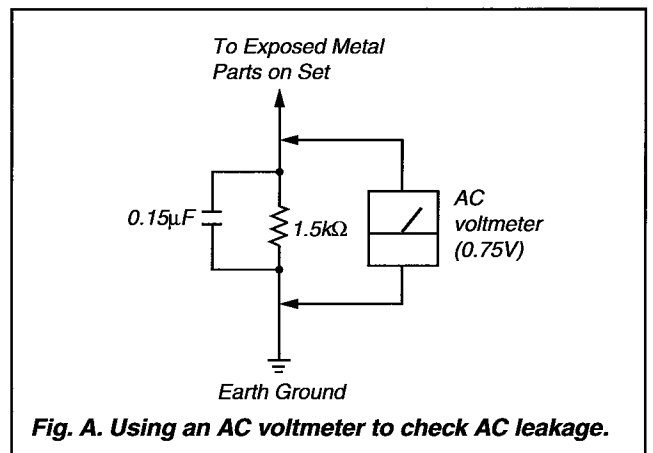 To Exposed Metal
Parts on Set
0.15μF
1.5kΩ
AC
voltmeter
(0.75V)
Earth Ground
Fig. A. Using an AC voltmeter to check AC leakage.